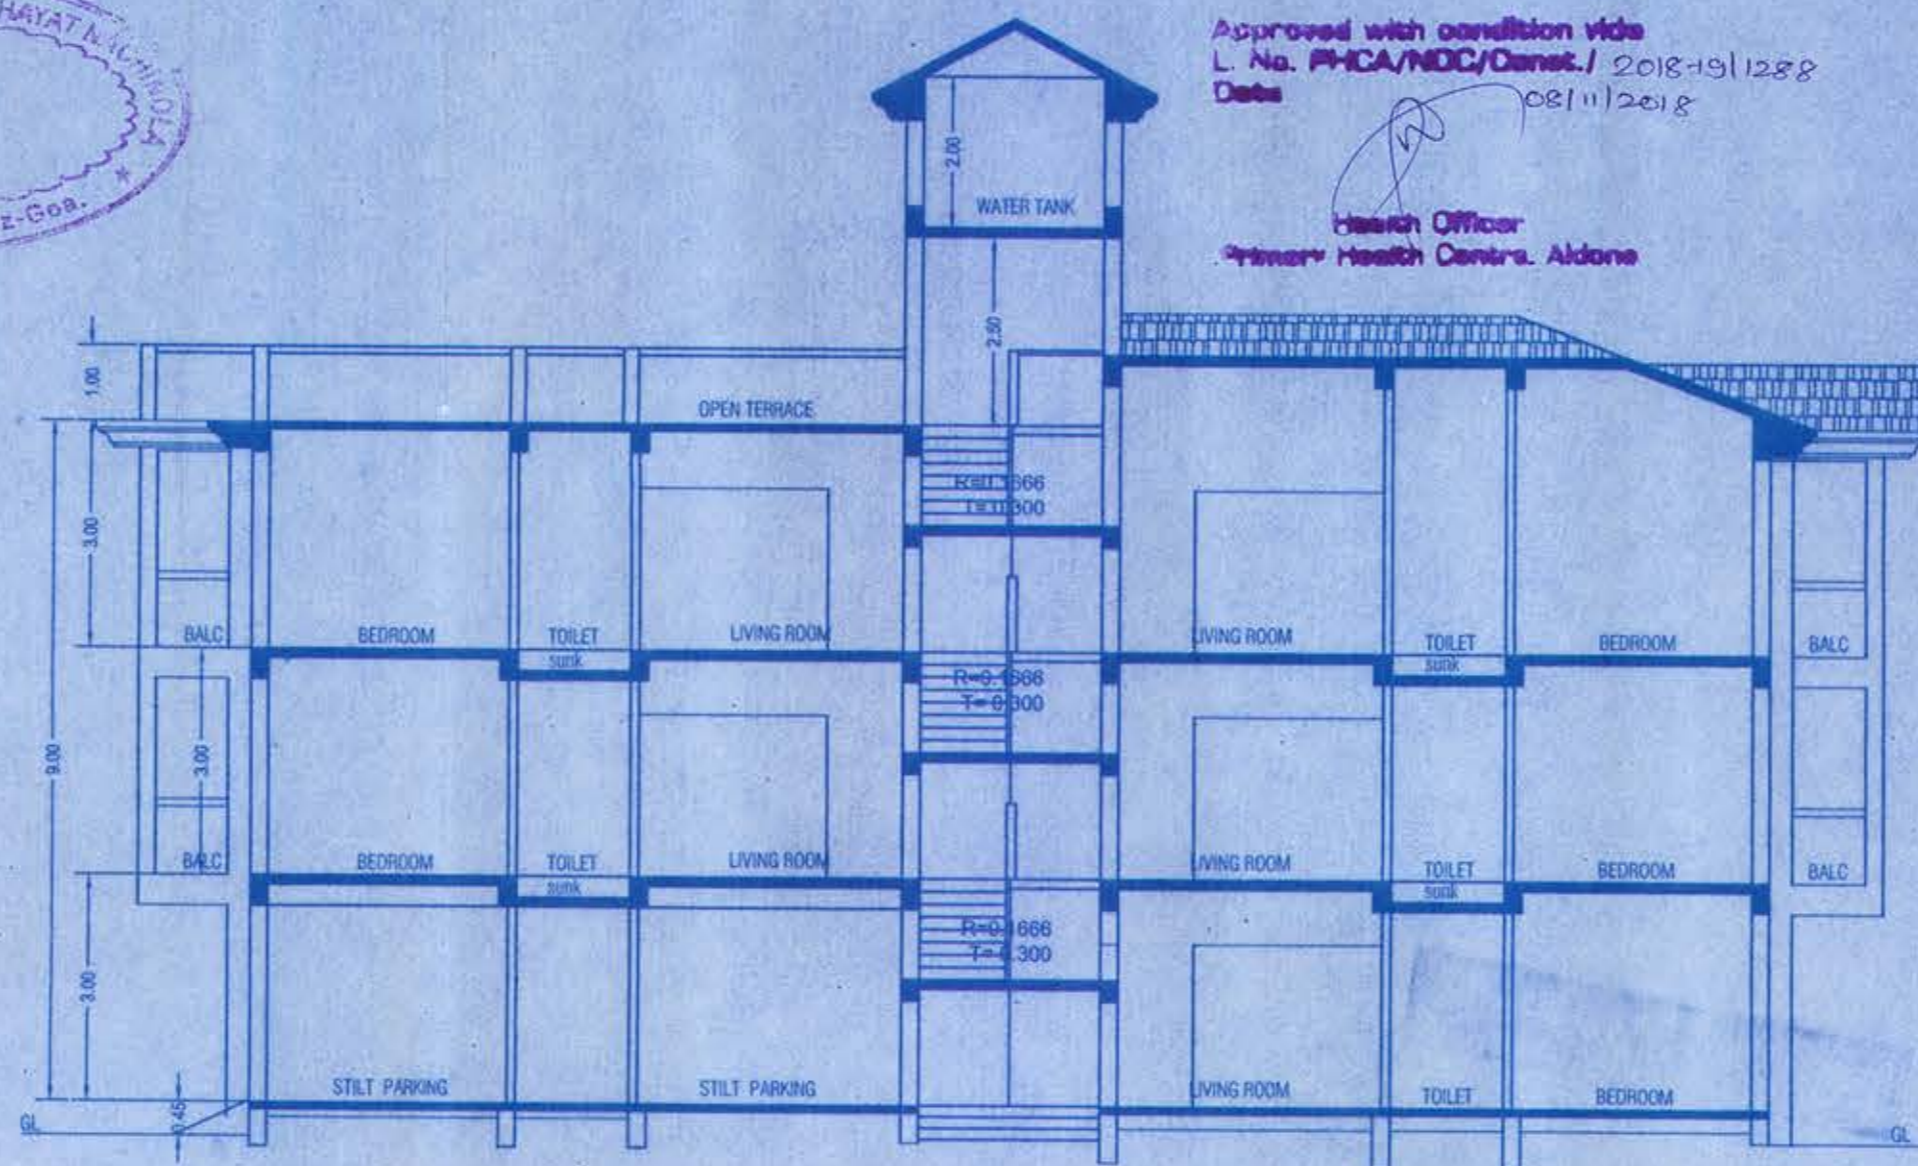 HAYAT NACHINOLA *
z-Goa.
Approved with condition vide
L. No. PHCA/NOC/Const./ 2018-19/1288
Date 08/11/2018
Health Officer
Primary Health Centre. Aldona
2.00
WATER TANK
2.50
1.00
OPEN TERRACE
9.00
3.00
R=0.1666
T=0.300
BALC
BEDROOM
TOILET
LIVING ROOM
LIVING ROOM
TOILET
BEDROOM
BALC
sunk
sunk
3.00
R=0.1666
T=0.300
BALC
BEDROOM
TOILET
LIVING ROOM
LIVING ROOM
TOILET
BEDROOM
BALC
sunk
sunk
3.00
R=0.1666
T=0.300
STILT PARKING
STILT PARKING
LIVING ROOM
TOILET
BEDROOM
0.45
GL
GL